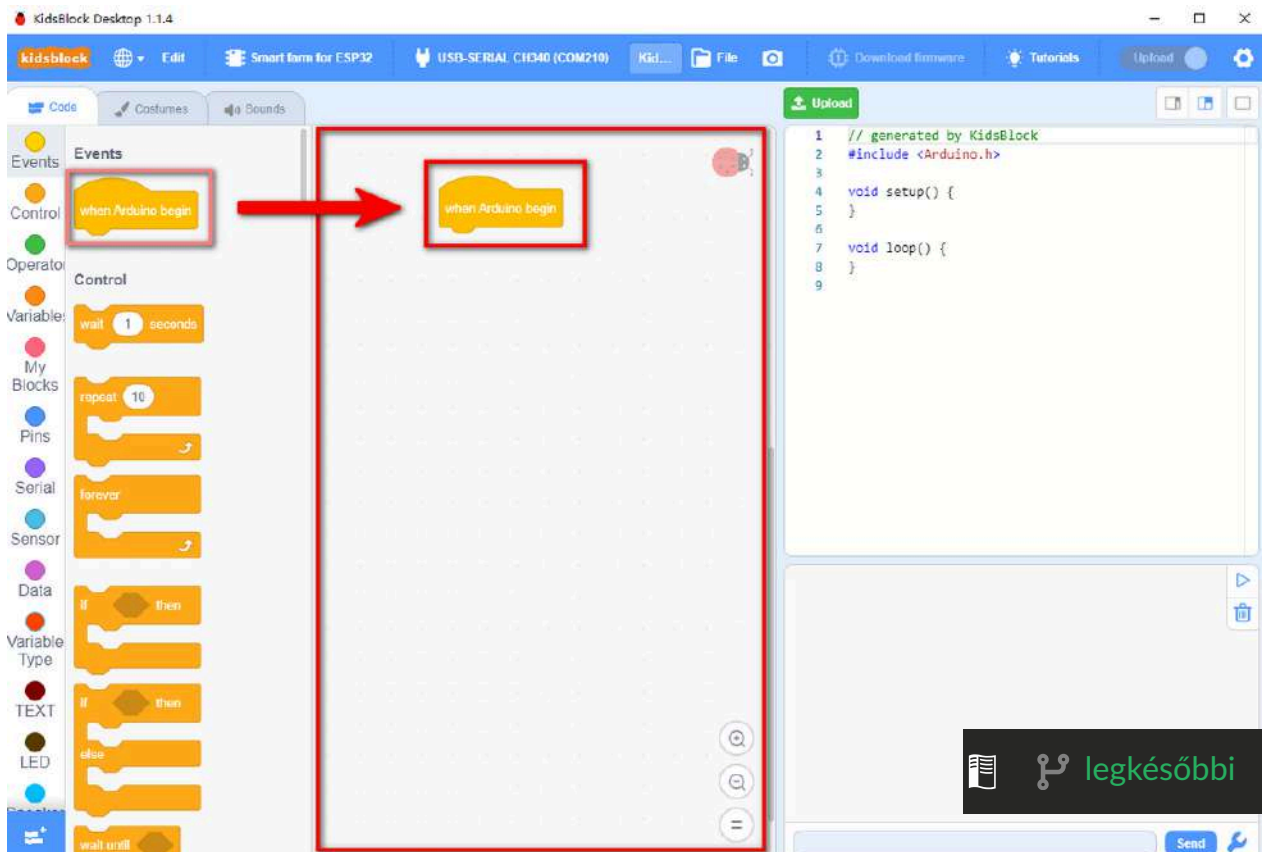 KidsBlock Desktop 1.1.4
kidsblock Edit Smart farm for ESP32 USB-SERIAL CH340 (COM210) Kid... File Download firmware Tutorials Upload
Code Costumes Sounds
Upload
Events
Control
Operator
Variables
My
Blocks
Pins
Serial
Sensor
Data
Variable
Type
TEXT
LED
Events
when Arduino begin
Control
wait 1 seconds
repeat 10
forever
if then
if then
else
wait until
when Arduino begin
1 // generated by KidsBlock
2 #include <Arduino.h>
3
4 void setup() {
5 }
6
7 void loop() {
8 }
9
legkésőbbi
Send